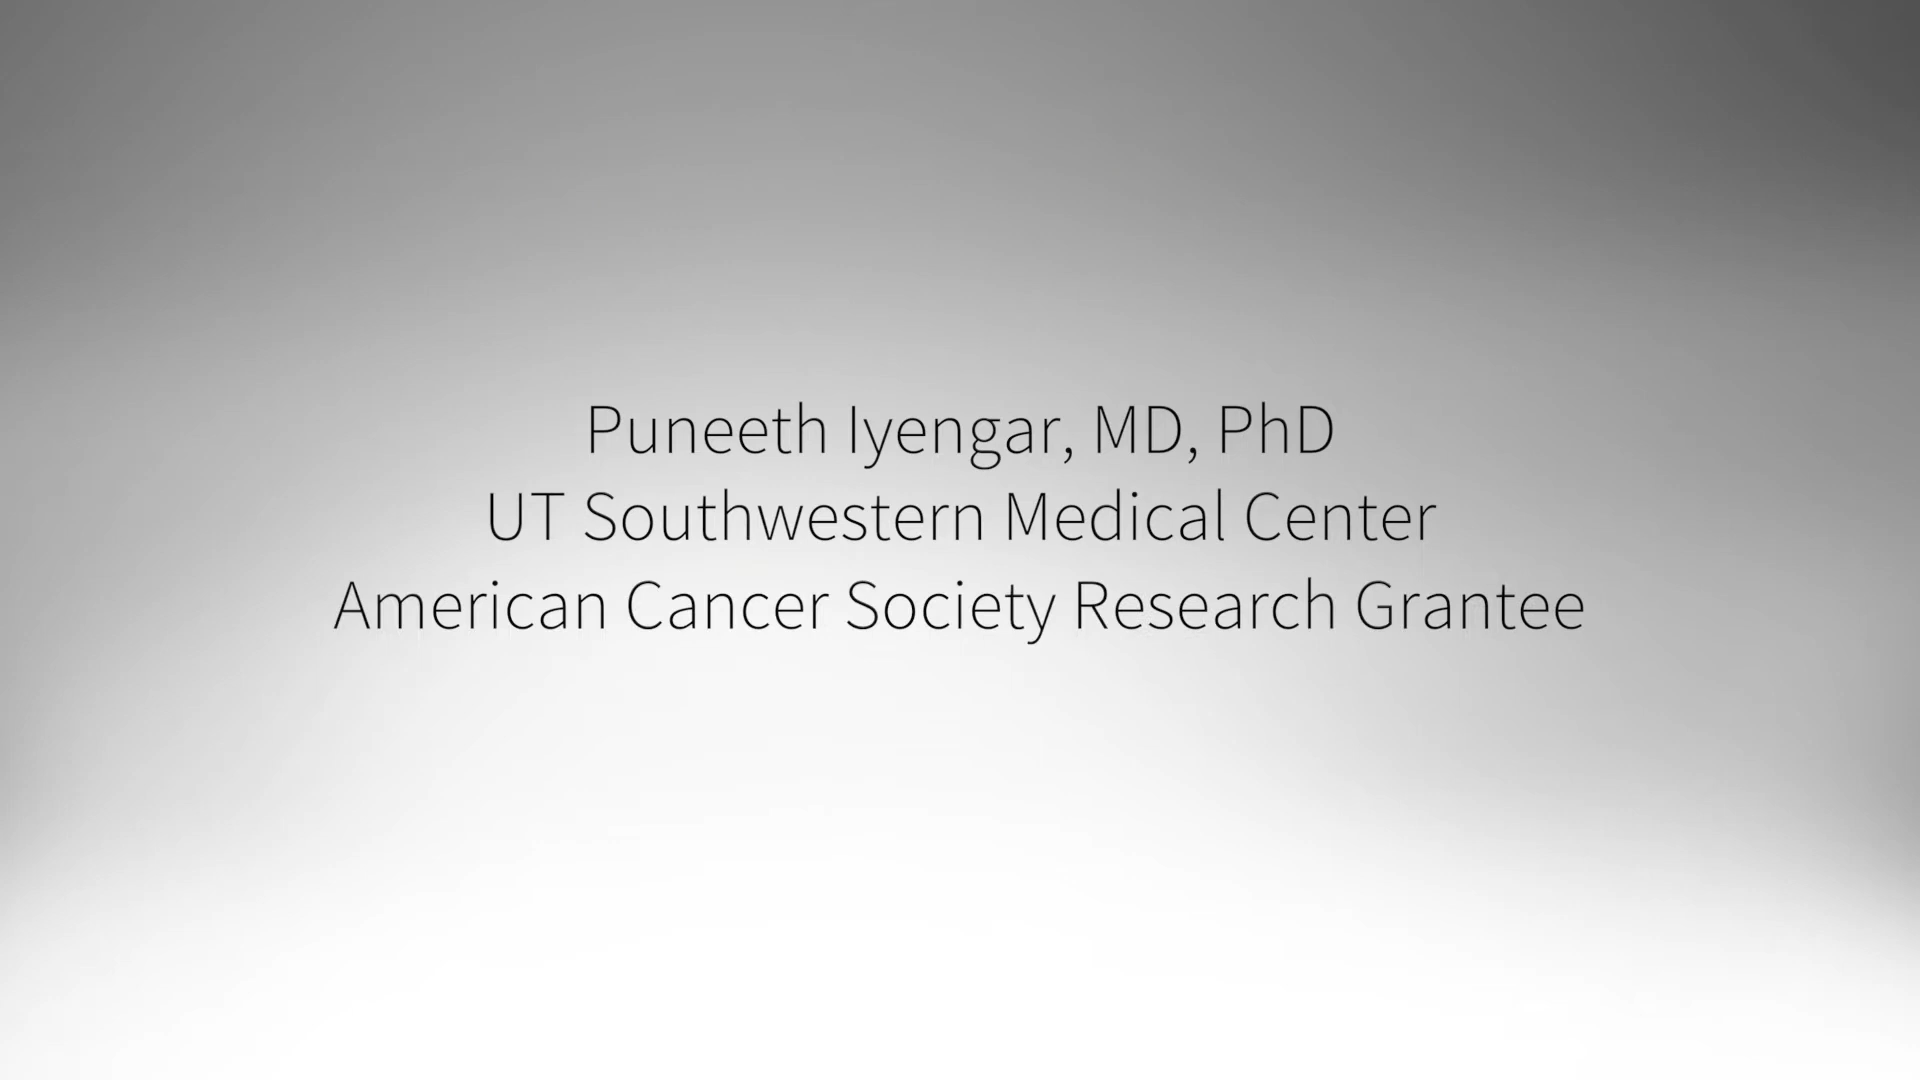 Puneeth Iyengar, MD, PhD
UT Southwestern Medical Center
American Cancer Society Research Grantee